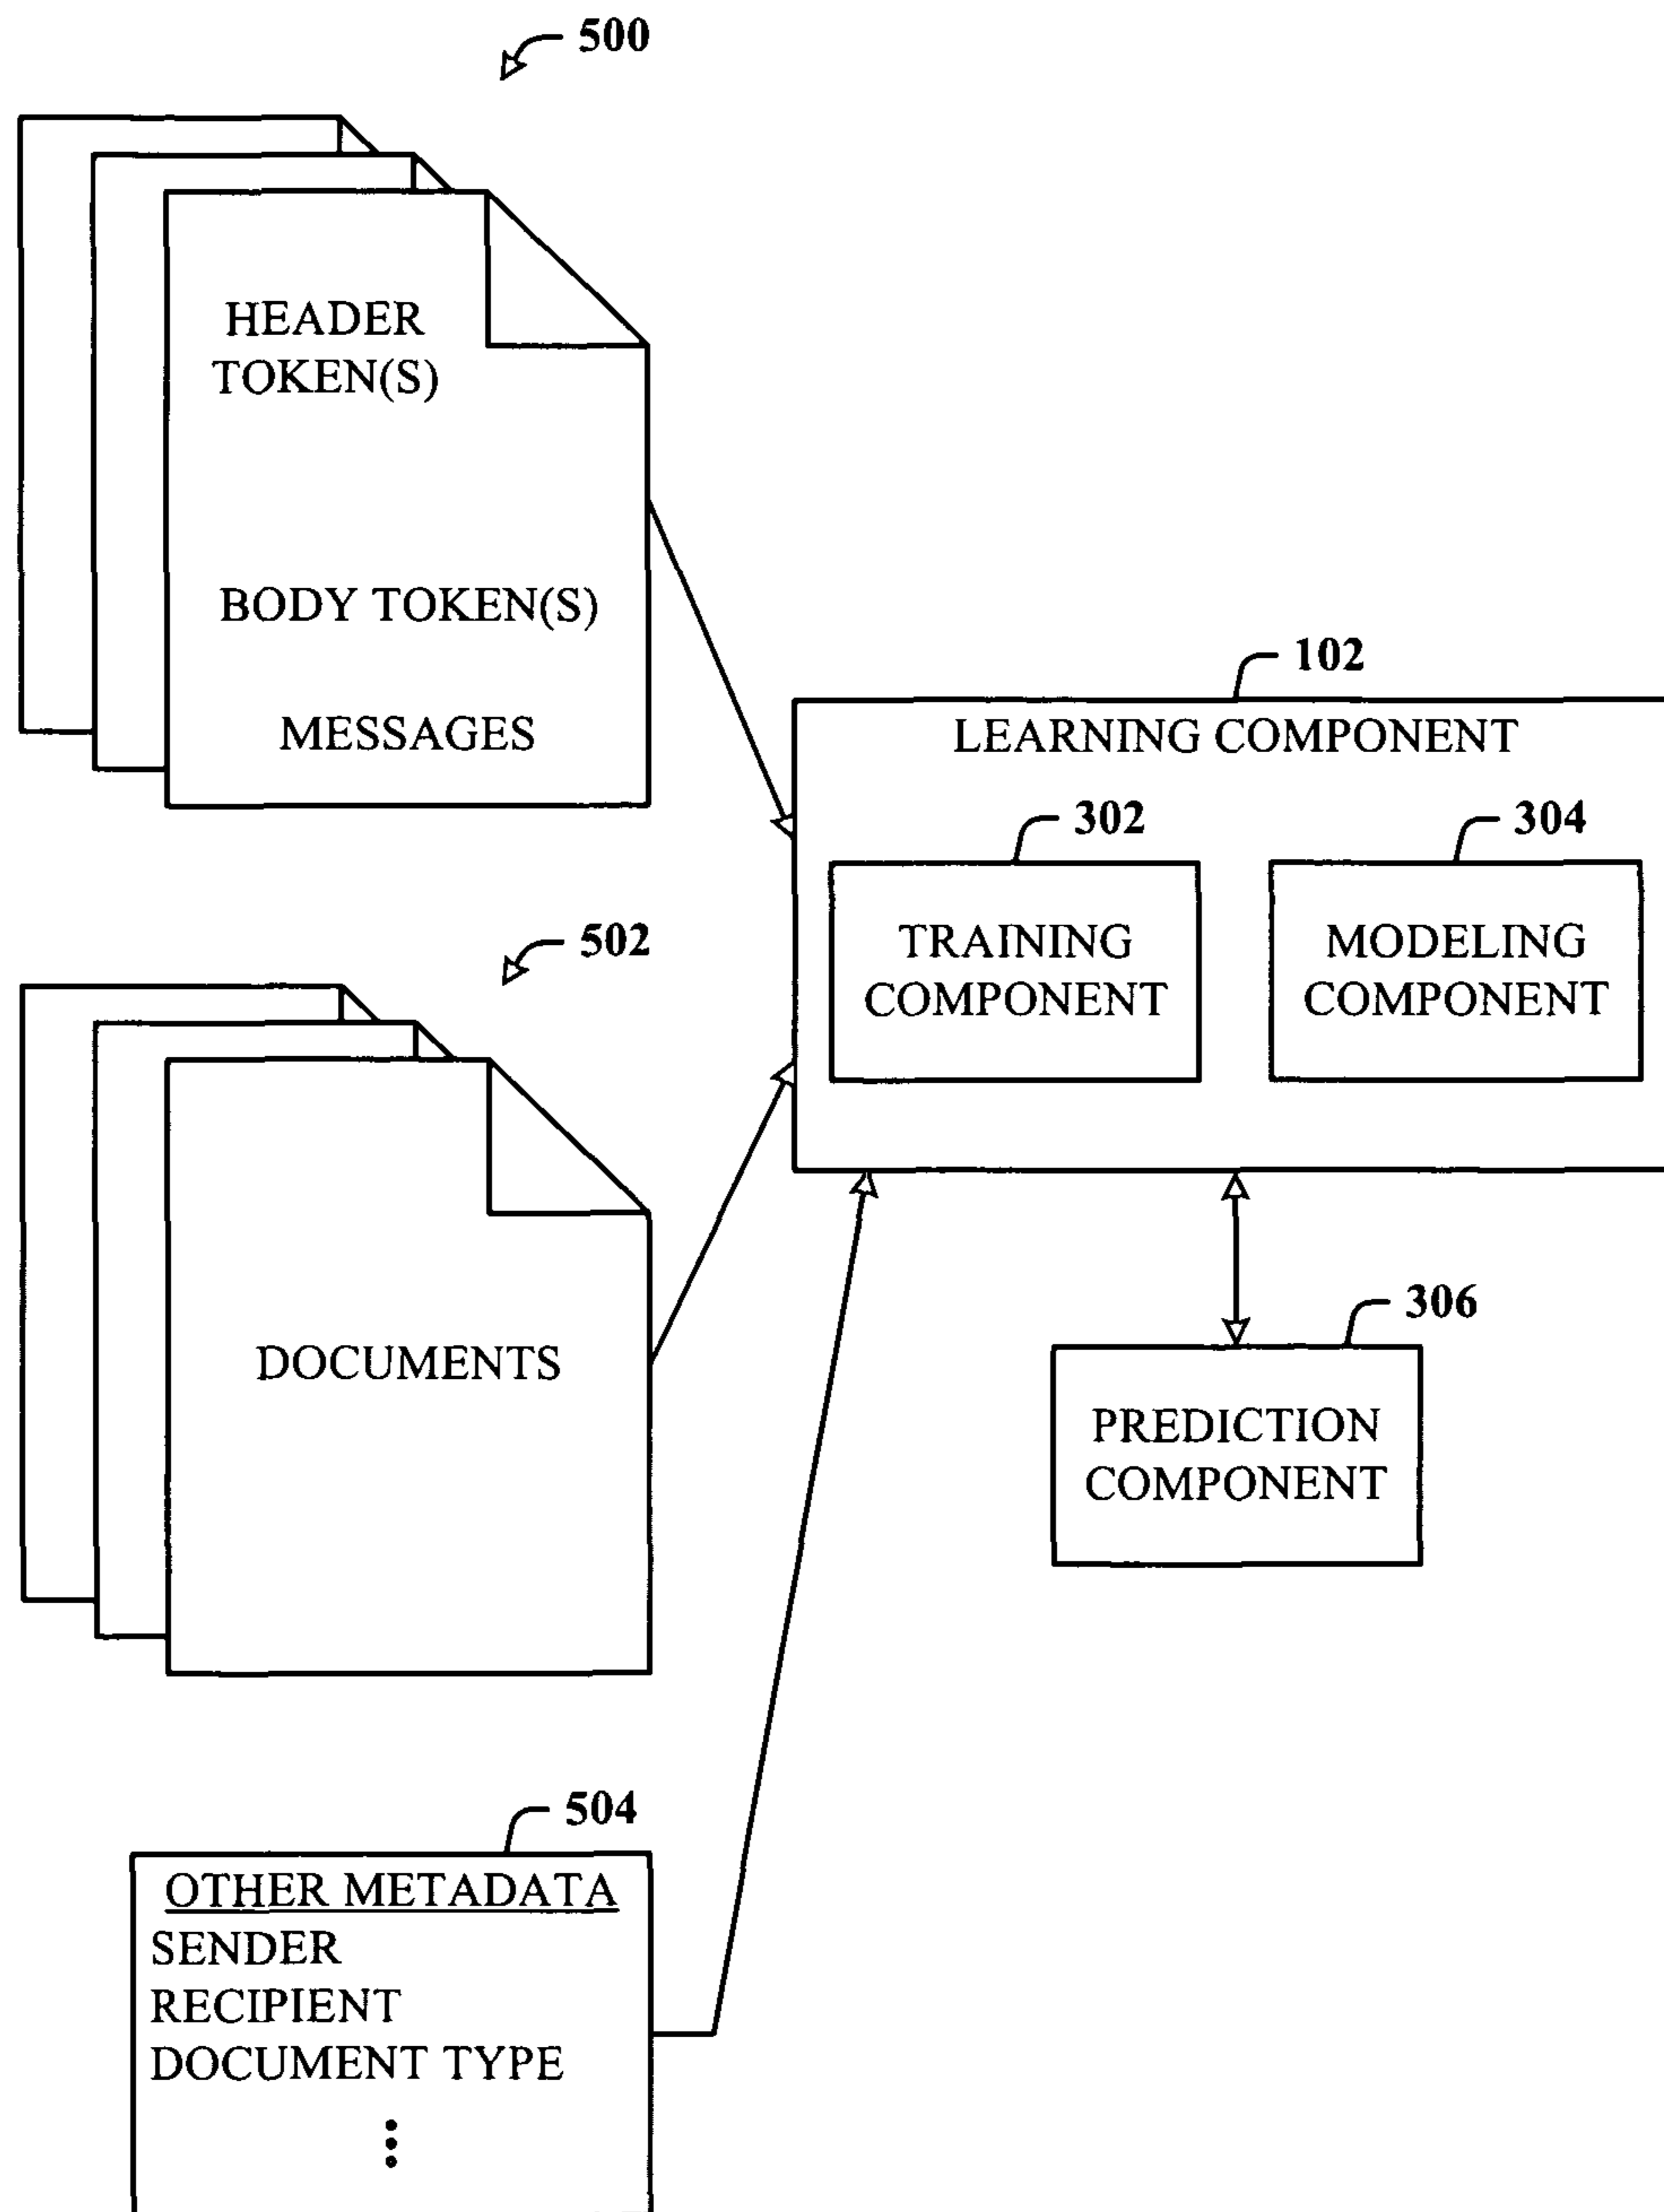 500
HEADER
TOKEN(S)
BODY TOKEN(S)
MESSAGES
102
LEARNING COMPONENT
302
304
TRAINING
COMPONENT
MODELING
COMPONENT
502
DOCUMENTS
306
PREDICTION
COMPONENT
504
OTHER METADATA
SENDER
RECIPIENT
DOCUMENT TYPE